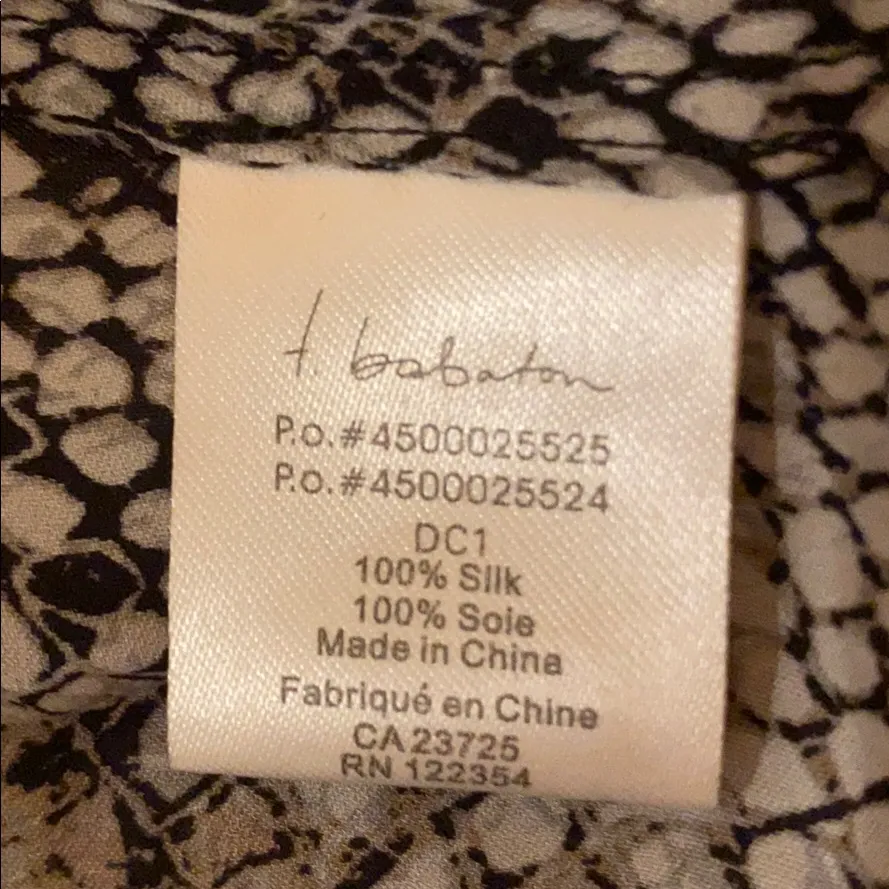 t. babaton
P.o.#4500025525
P.o.#4500025524
DC1
100% Silk
100% Soie
Made in China
Fabriqué en Chine
CA 23725
RN 122354